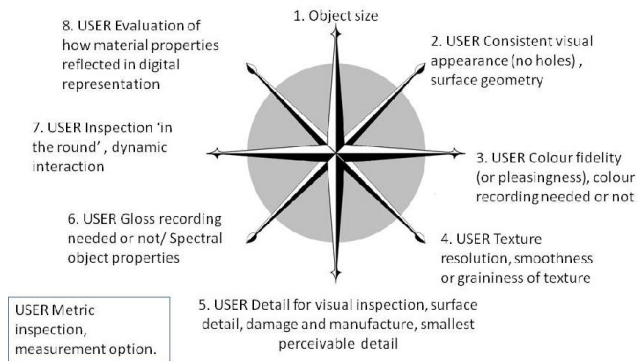 1. Object size
2. USER Consistent visual
appearance (no holes) ,
surface geometry
3. USER Colour fidelity
(or pleasingness), colour
recording needed or not
4. USER Texture
resolution, smoothness
or graininess of texture
5. USER Detail for visual inspection, surface
detail, damage and manufacture, smallest
perceivable detail
6. USER Gloss recording
needed or not/ Spectral
object properties
7. USER Inspection 'in
the round' , dynamic
interaction
8. USER Evaluation of
how material properties
reflected in digital
representation
USER Metric
inspection,
measurement option.